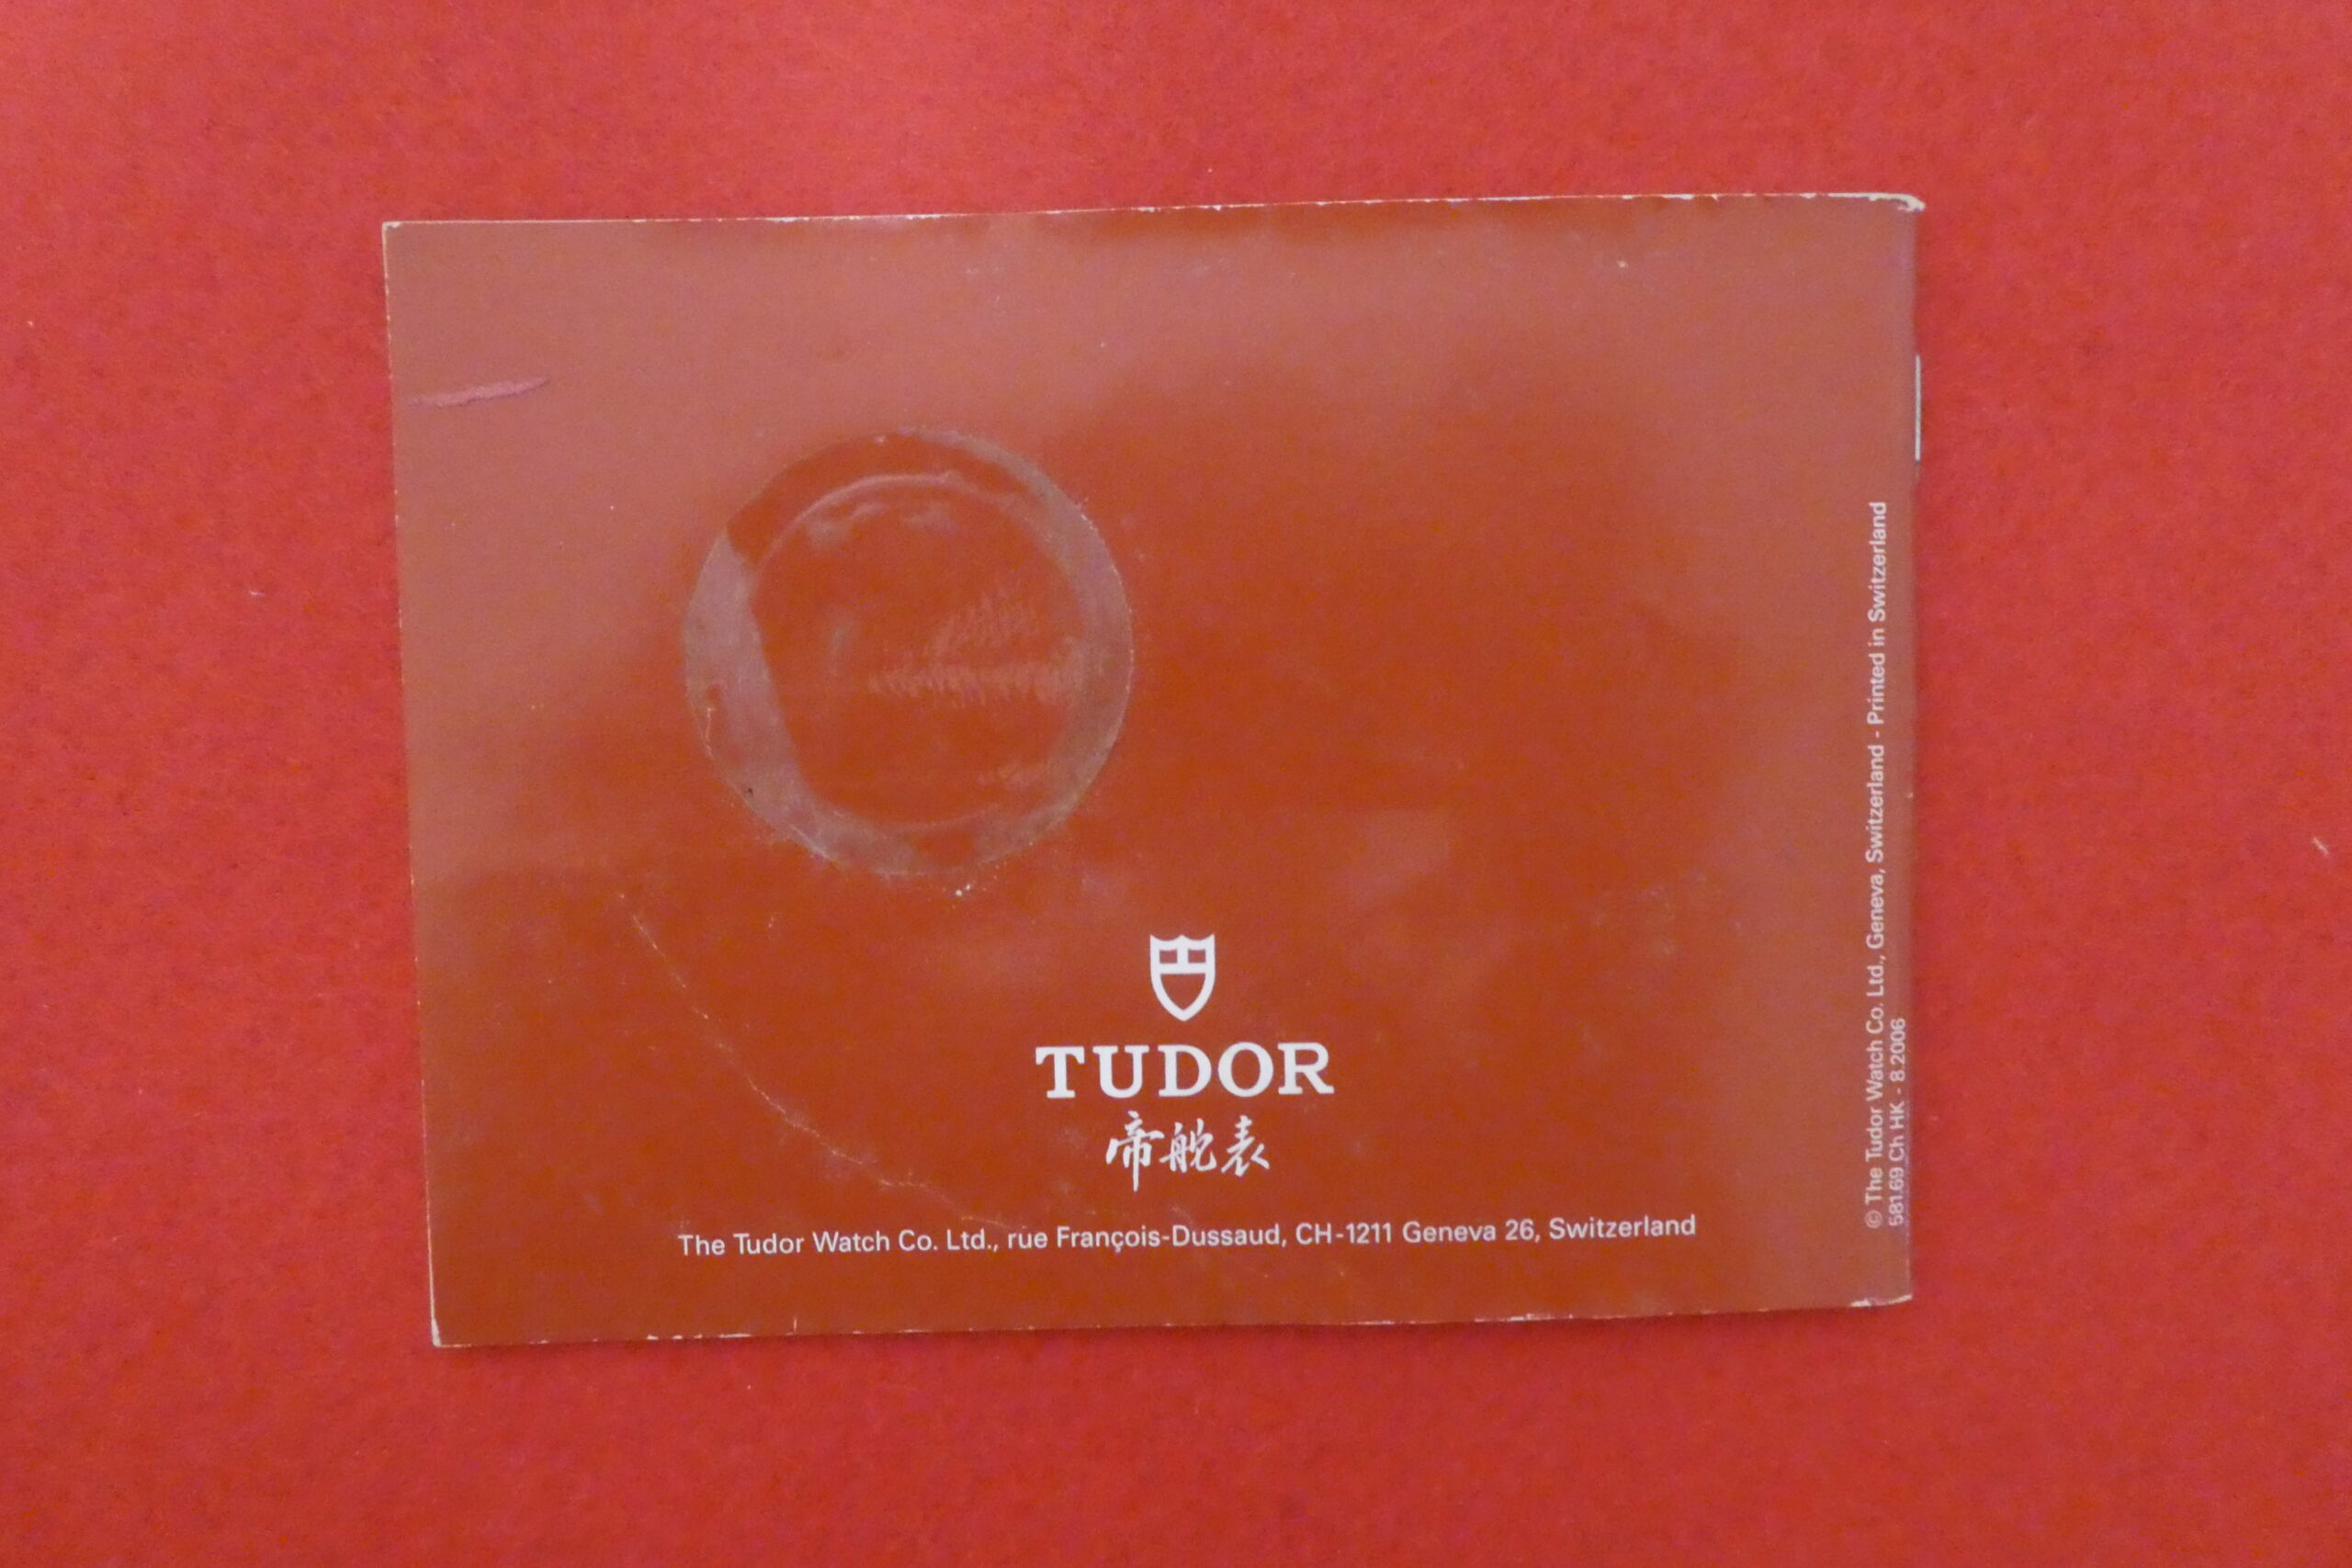 TUDOR
帝舵表
The Tudor Watch Co. Ltd., rue François-Dussaud, CH-1211 Geneva 26, Switzerland
© The Tudor Watch Co. Ltd., Geneva, Switzerland - Printed in Switzerland
581.69 Ch HK - 8.2006